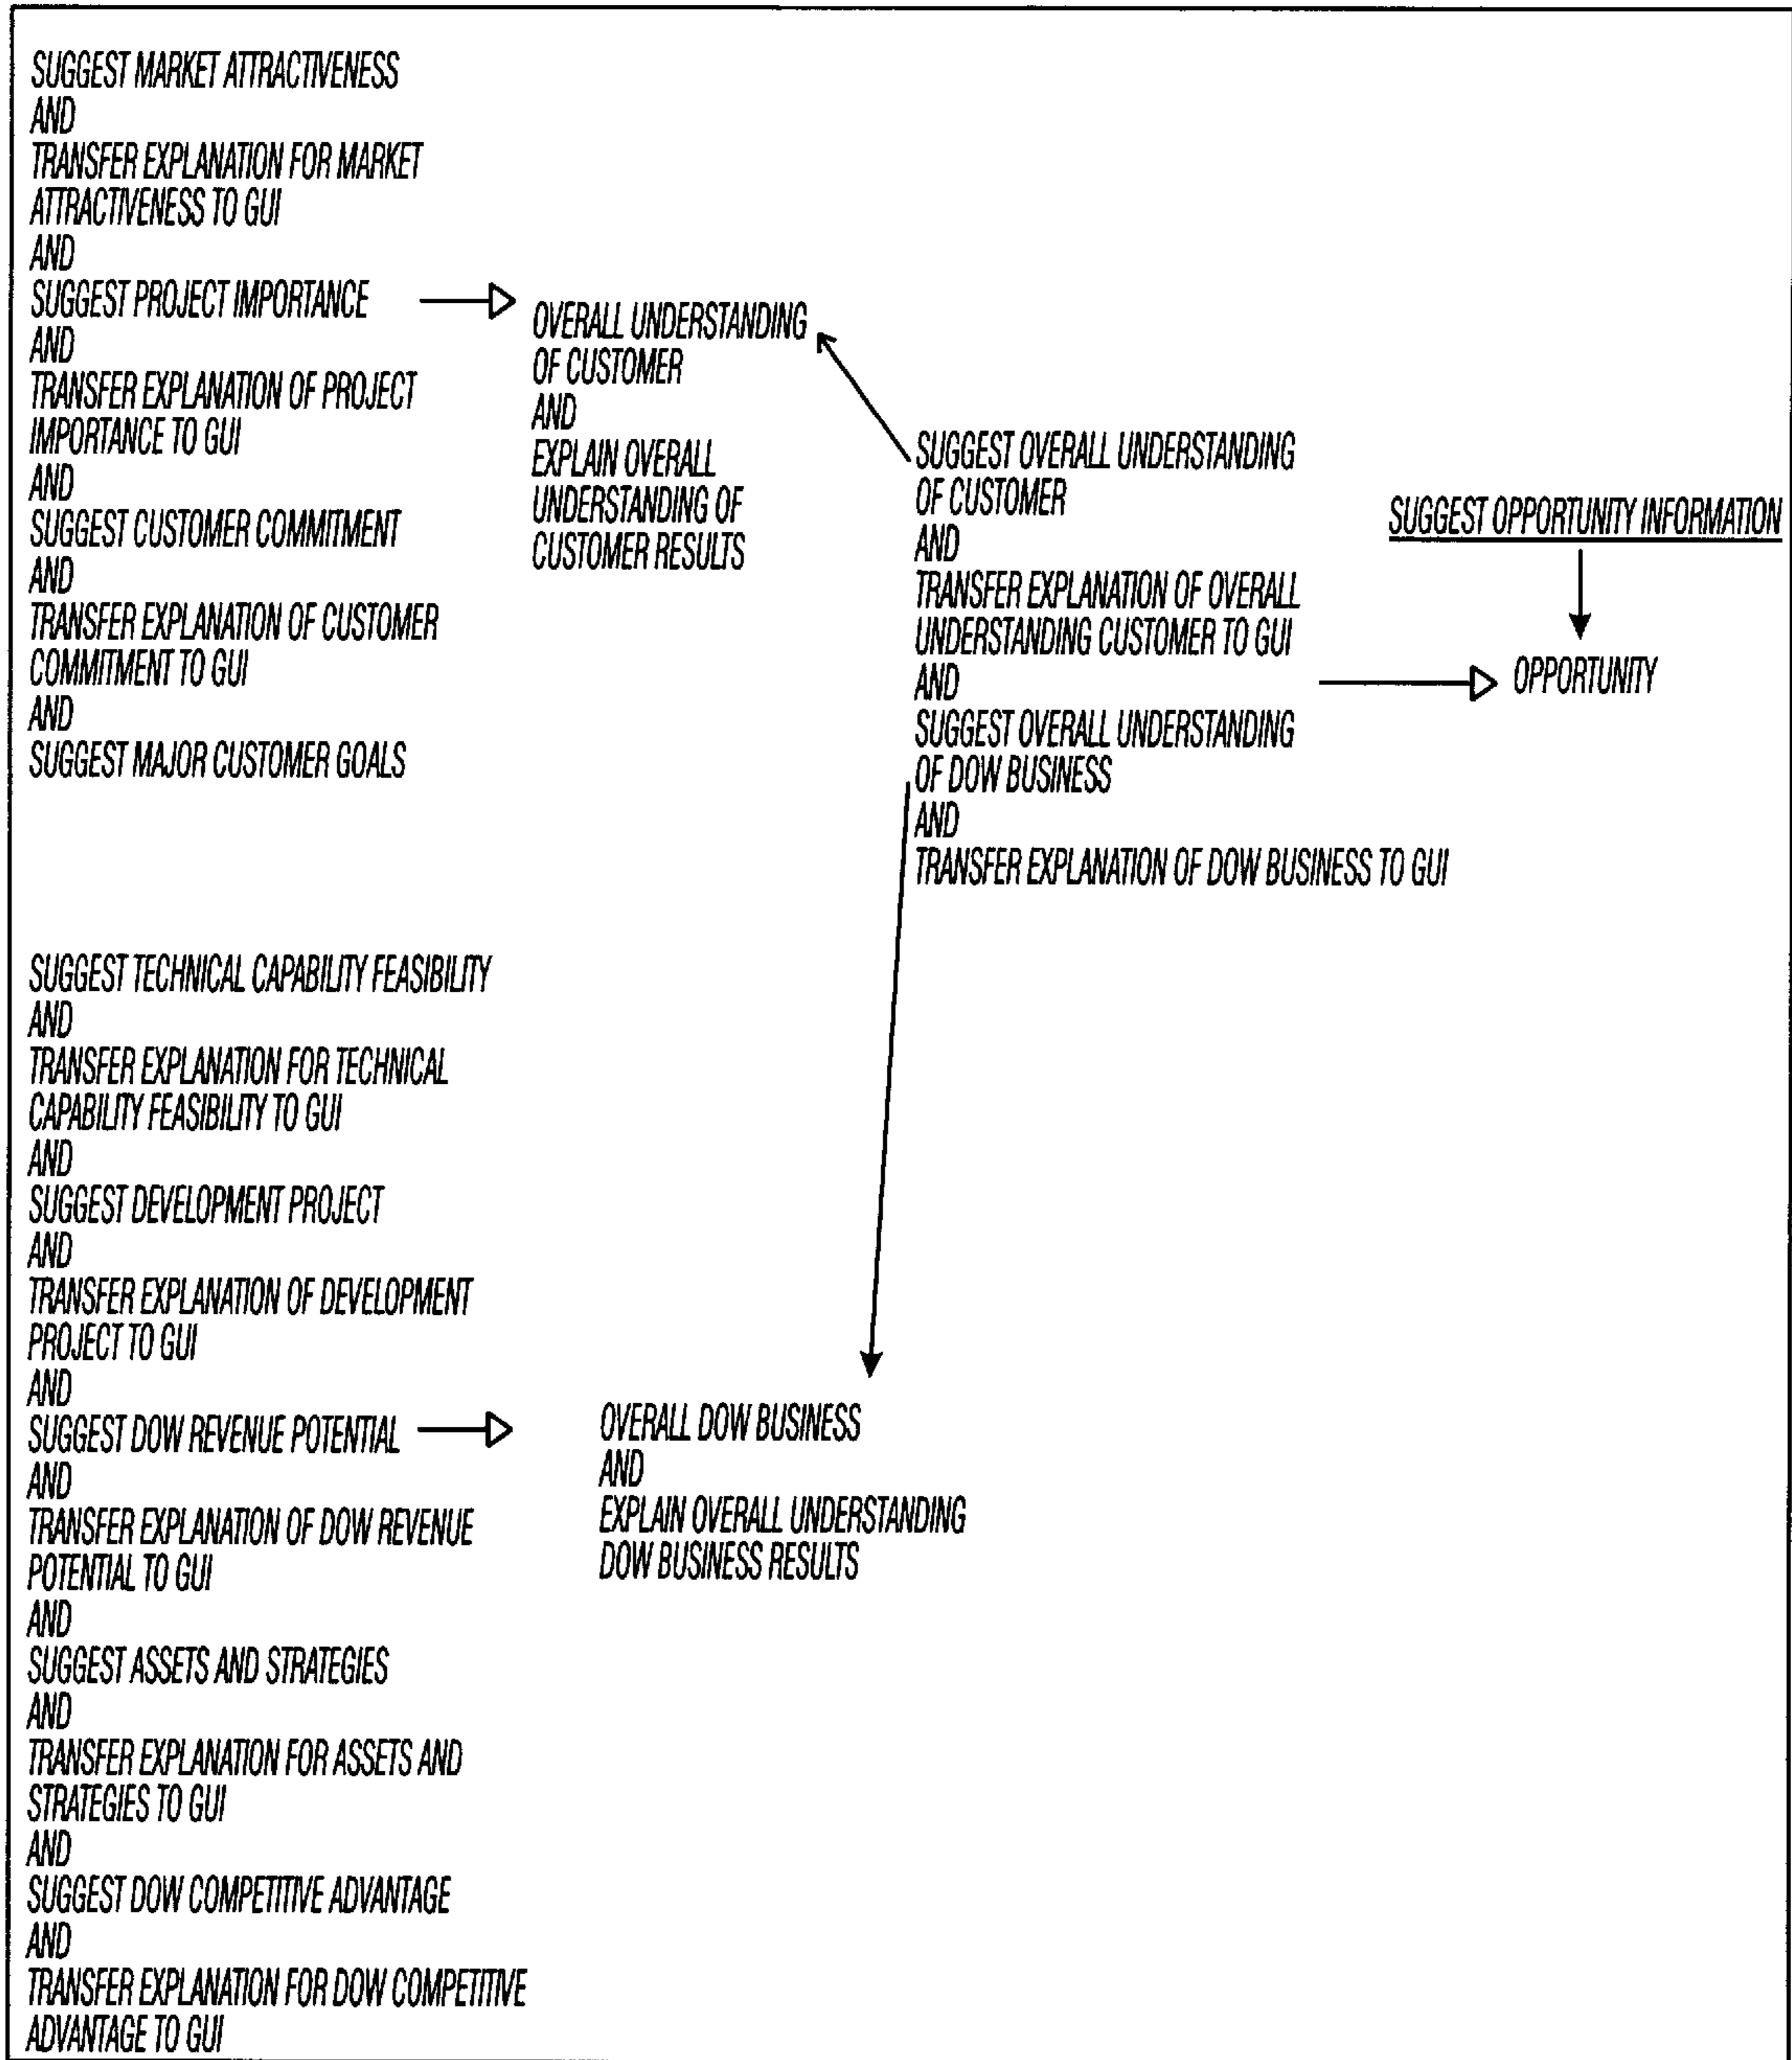 SUGGEST MARKET ATTRACTIVENESS
AND
TRANSFER EXPLANATION FOR MARKET
ATTRACTIVENESS TO GUI
AND
SUGGEST PROJECT IMPORTANCE
AND
TRANSFER EXPLANATION OF PROJECT
IMPORTANCE TO GUI
AND
SUGGEST CUSTOMER COMMITMENT
AND
TRANSFER EXPLANATION OF CUSTOMER
COMMITMENT TO GUI
AND
SUGGEST MAJOR CUSTOMER GOALS
OVERALL UNDERSTANDING
OF CUSTOMER
AND
EXPLAIN OVERALL
UNDERSTANDING OF
CUSTOMER RESULTS
SUGGEST OVERALL UNDERSTANDING
OF CUSTOMER
AND
TRANSFER EXPLANATION OF OVERALL
UNDERSTANDING CUSTOMER TO GUI
AND
SUGGEST OVERALL UNDERSTANDING
OF DOW BUSINESS
AND
TRANSFER EXPLANATION OF DOW BUSINESS TO GUI
SUGGEST OPPORTUNITY INFORMATION
OPPORTUNITY
SUGGEST TECHNICAL CAPABILITY FEASIBILITY
AND
TRANSFER EXPLANATION FOR TECHNICAL
CAPABILITY FEASIBILITY TO GUI
AND
SUGGEST DEVELOPMENT PROJECT
AND
TRANSFER EXPLANATION OF DEVELOPMENT
PROJECT TO GUI
AND
SUGGEST DOW REVENUE POTENTIAL
AND
TRANSFER EXPLANATION OF DOW REVENUE
POTENTIAL TO GUI
AND
SUGGEST ASSETS AND STRATEGIES
AND
TRANSFER EXPLANATION FOR ASSETS AND
STRATEGIES TO GUI
AND
SUGGEST DOW COMPETITIVE ADVANTAGE
AND
TRANSFER EXPLANATION FOR DOW COMPETITIVE
ADVANTAGE TO GUI
OVERALL DOW BUSINESS
AND
EXPLAIN OVERALL UNDERSTANDING
DOW BUSINESS RESULTS